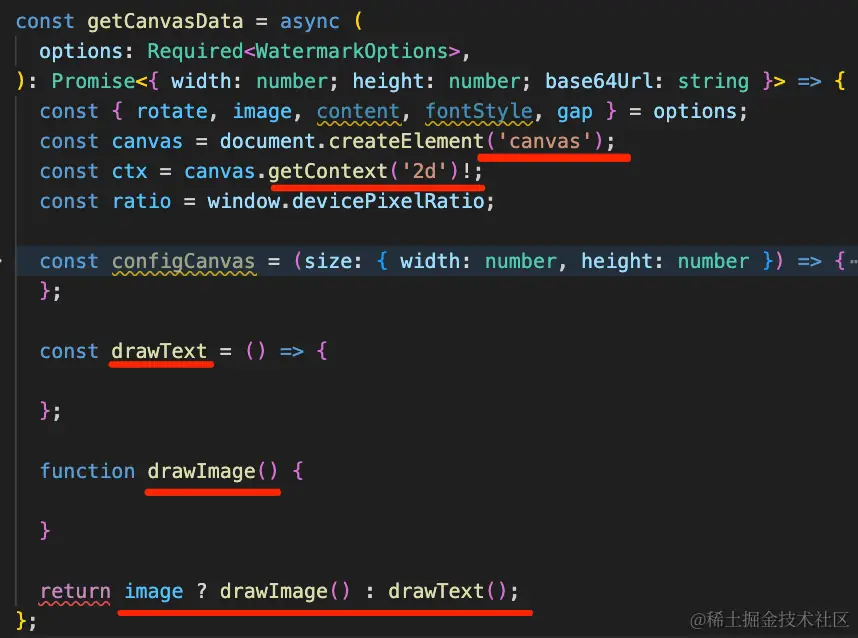 const getCanvasData = async (
options: Required<WatermarkOptions>,
): Promise<{ width: number; height: number; base64Url: string }> => {
const { rotate, image, content, fontStyle, gap } = options;
const canvas = document.createElement('canvas');
const ctx = canvas.getContext('2d')!;
const ratio = window.devicePixelRatio;
const configCanvas = (size: { width: number, height: number }) => {…
};
const drawText = () => {
};
function drawImage() {
}
return image ? drawImage() : drawText();
};
@稀土掘金技术社区